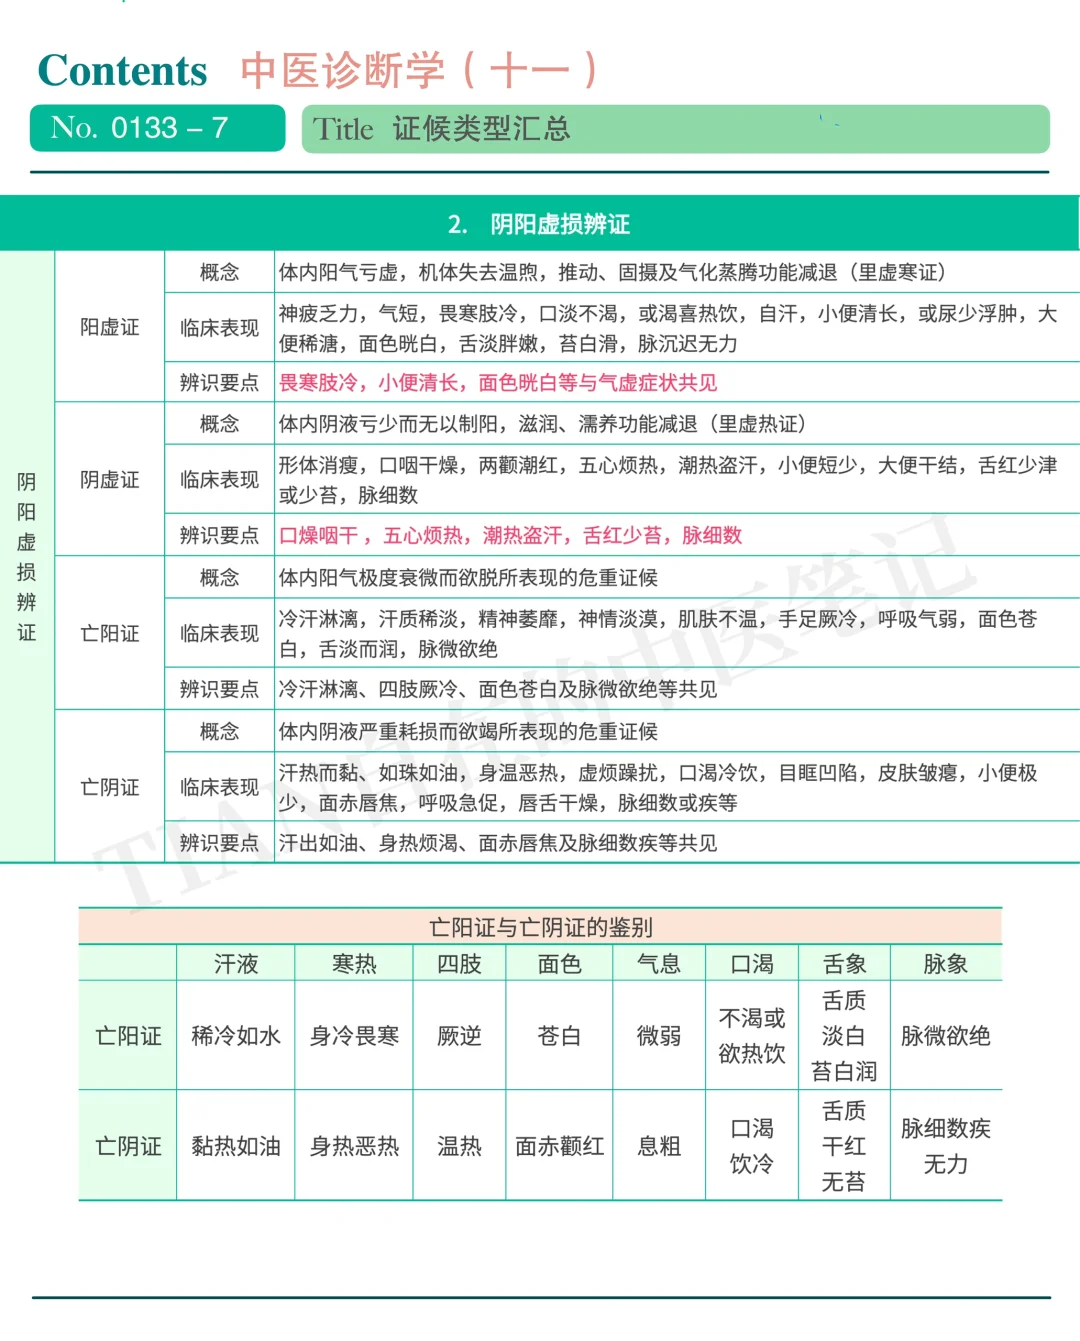 Contents 中医诊断学（十一）
No. 0133 – 7
Title 证候类型汇总
2. 阴阳虚损辨证
阴阳虚损辨证
阳虚证
概念
体内阳气亏虚，机体失去温煦，推动、固摄及气化蒸腾功能减退（里虚寒证）
临床表现
神疲乏力，气短，畏寒肢冷，口淡不渴，或渴喜热饮，自汗，小便清长，或尿少浮肿，大
便稀溏，面色㿠白，舌淡胖嫩，苔白滑，脉沉迟无力
辨识要点
畏寒肢冷，小便清长，面色㿠白等与气虚症状共见
阴虚证
概念
体内阴液亏少而无以制阳，滋润、濡养功能减退（里虚热证）
临床表现
形体消瘦，口咽干燥，两颧潮红，五心烦热，潮热盗汗，小便短少，大便干结，舌红少津
或少苔，脉细数
辨识要点
口燥咽干，五心烦热，潮热盗汗，舌红少苔，脉细数
亡阳证
概念
体内阳气极度衰微而欲脱所表现的危重证候
临床表现
冷汗淋漓，汗质稀淡，精神萎靡，神情淡漠，肌肤不温，手足厥冷，呼吸气弱，面色苍
白，舌淡而润，脉微欲绝
辨识要点
冷汗淋漓、四肢厥冷、面色苍白及脉微欲绝等共见
亡阴证
概念
体内阴液严重耗损而欲竭所表现的危重证候
临床表现
汗热而黏、如珠如油，身温恶热，虚烦躁扰，口渴冷饮，目眶凹陷，皮肤皱瘪，小便极
少，面赤唇焦，呼吸急促，唇舌干燥，脉细数或疾等
辨识要点
汗出如油、身热烦渴、面赤唇焦及脉细数疾等共见
TIAN自在的中医笔记
亡阳证与亡阴证的鉴别
汗液 寒热 四肢 面色 气息 口渴 舌象 脉象
亡阳证
稀冷如水
身冷畏寒
厥逆
苍白
微弱
不渴或
欲热饮
舌质
淡白
苔白润
脉微欲绝
亡阴证
黏热如油
身热恶热
温热
面赤颧红
息粗
口渴
饮冷
舌质
干红
无苔
脉细数疾
无力